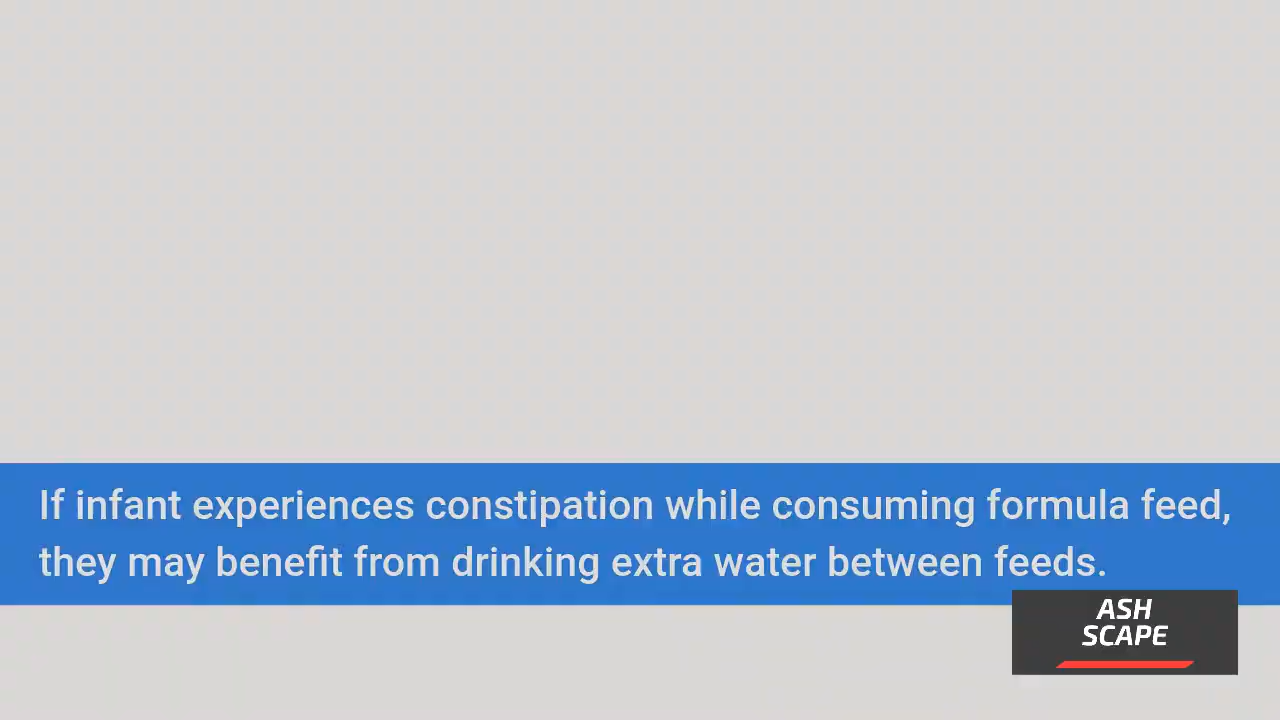 If infant experiences constipation while consuming formula feed,
they may benefit from drinking extra water between feeds.
ASH
SCAPE